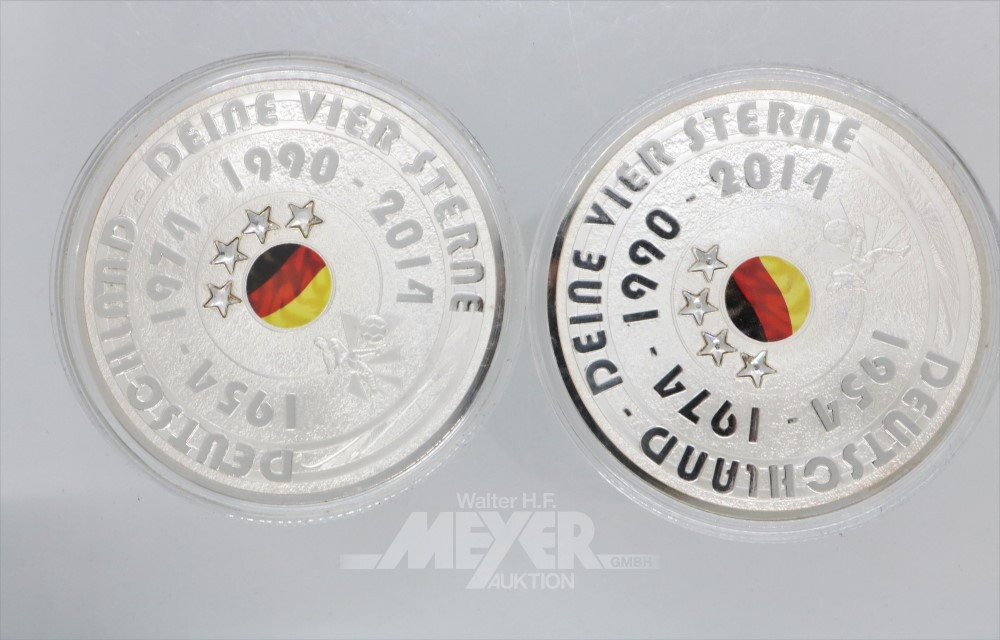 DEUTSCHLAND - DEINE VIER STERNE
1954 - 1974 - 1990 - 2014
DEUTSCHLAND - DEINE VIER STERNE
1954 - 1974 - 1990 - 2014
Walter H.F.
MEYER
GMBH
AUKTION